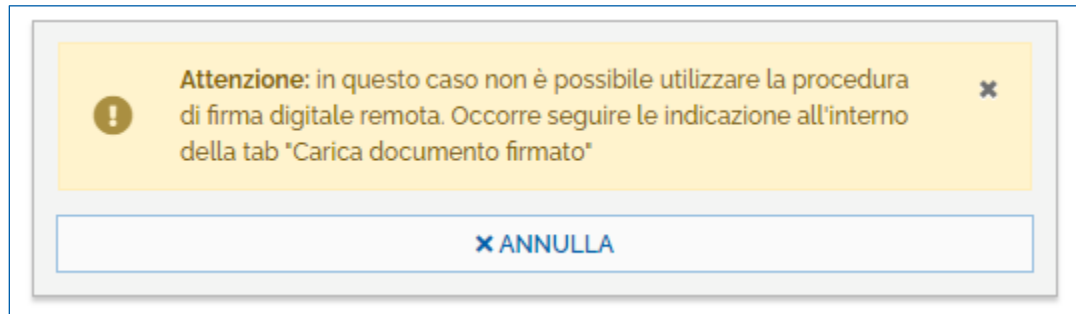 Attenzione: in questo caso non è possibile utilizzare la procedura
di firma digitale remota. Occorre seguire le indicazione all'interno
della tab "Carica documento firmato"
ANNULLA